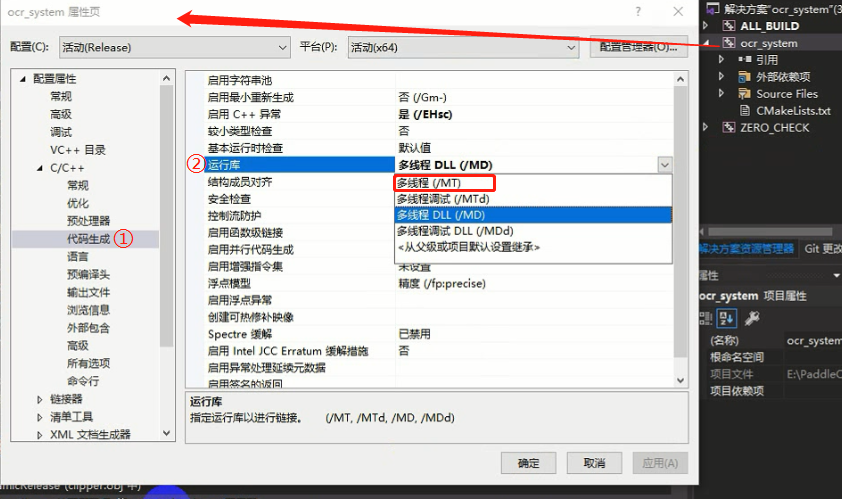 ocr_system 属性页
?
配置(C): 活动(Release) 平台(P): 活动(x64) 配置管理器(O)...
配置属性
常规
高级
调试
VC++ 目录
C/C++
常规
优化
预处理器
代码生成 ①
语言
预编译头
输出文件
浏览信息
外部包含
高级
所有选项
命令行
链接器
清单工具
XML 文档生成器
启用字符串池
启用最小重新生成 否 (/Gm-)
启用 C++ 异常 是 (/EHsc)
较小类型检查 否
基本运行时检查 默认值
② 运行库 多线程 DLL (/MD)
结构成员对齐
安全检查
控制流防护
启用函数级链接
启用并行代码生成
启用增强指令集 未设置
浮点模型 精度 (/fp:precise)
启用浮点异常
创建可热修补映像
Spectre 缓解 已禁用
启用 Intel JCC Erratum 缓解措施 否
启用异常处理延续元数据
启用签名的返回
多线程 (/MT)
多线程调试 (/MTd)
多线程 DLL (/MD)
多线程调试 DLL (/MDd)
<从父级或项目默认设置继承>
运行库
指定运行库以进行链接。 (/MT, /MTd, /MD, /MDd)
确定 取消 应用(A)
解决方案"ocr_system"(3
ALL_BUILD
ocr_system
引用
外部依赖项
Source Files
CMakeLists.txt
ZERO_CHECK
解决方案资源管理器 Git 更改
属性
ocr_system 项目属性
(名称) ocr_system
根命名空间
项目文件 E:\PaddleC
项目依赖项
micRelease (clipper.obj 中)